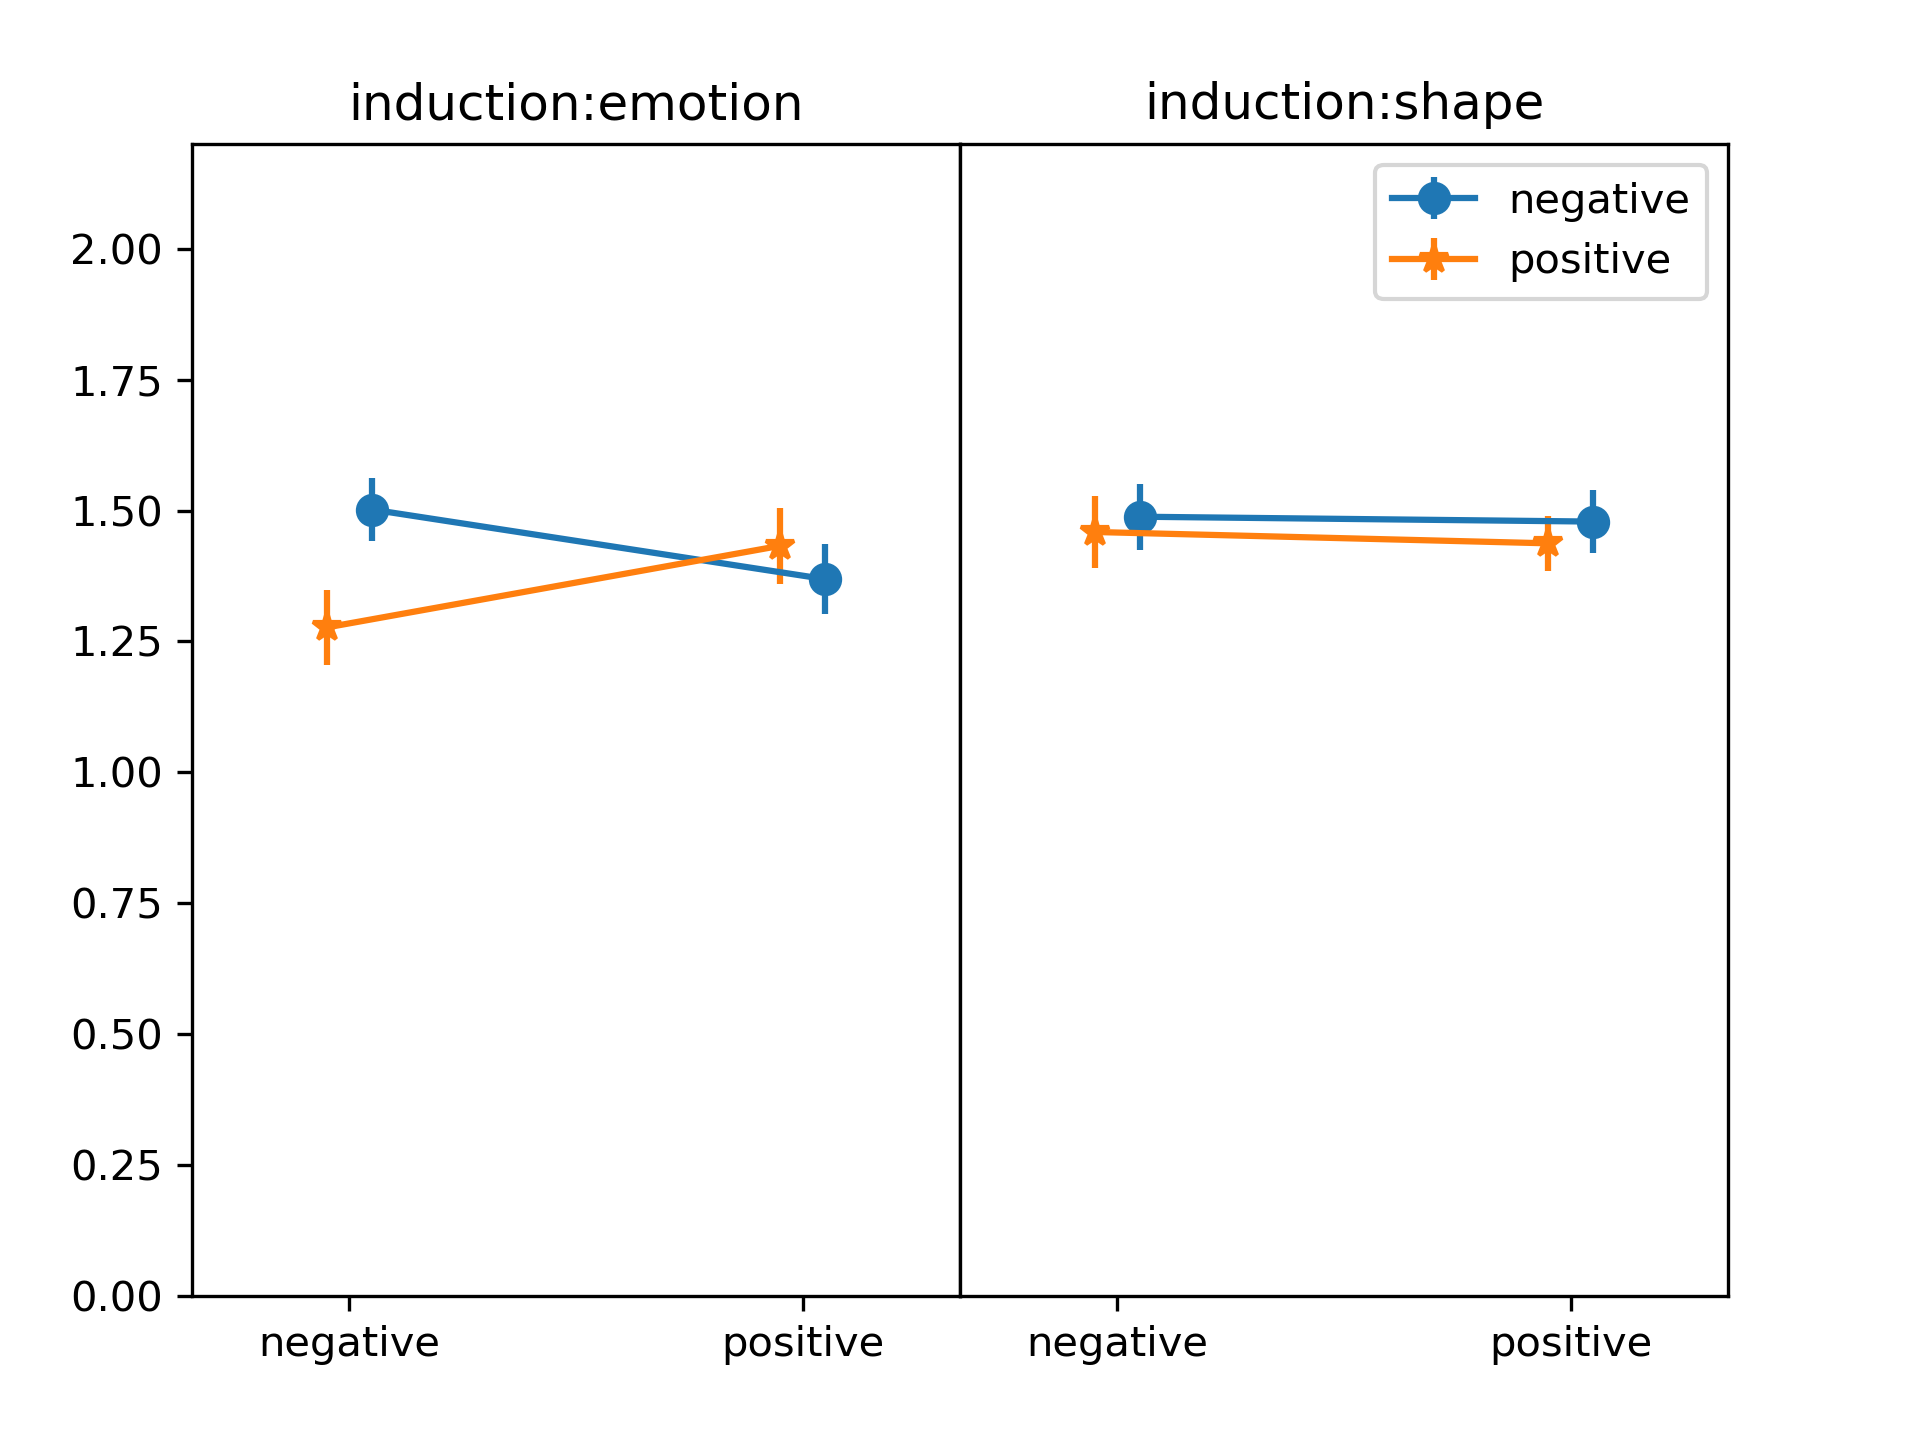 induction:emotion
induction:shape
negative
positive
2.00
1.75
1.50
1.25
1.00
0.75
0.50
0.25
0.00
negative
positive
negative
positive